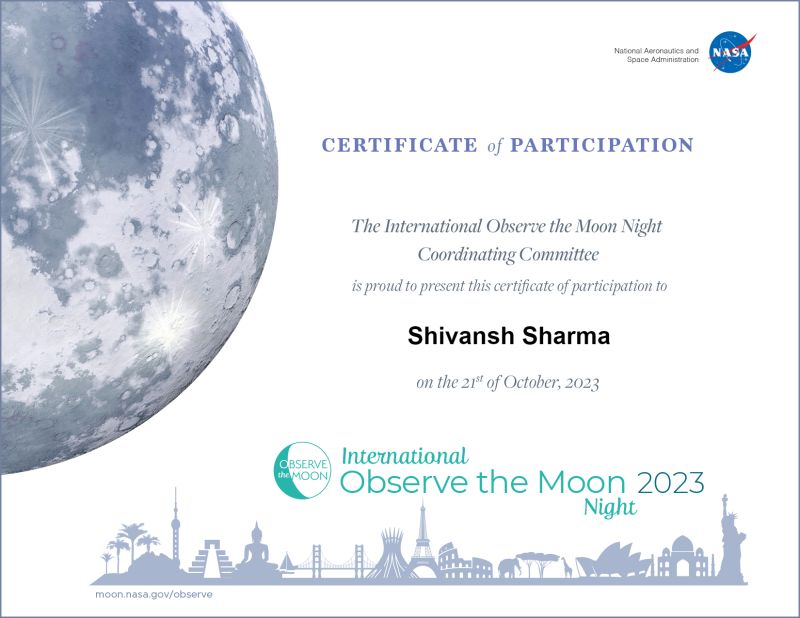 National Aeronautics and
Space Administration
NASA
CERTIFICATE of PARTICIPATION
The International Observe the Moon Night
Coordinating Committee
is proud to present this certificate of participation to
Shivansh Sharma
on the 21st of October, 2023
OBSERVE
the MOON
International
Observe the Moon 2023
Night
moon.nasa.gov/observe